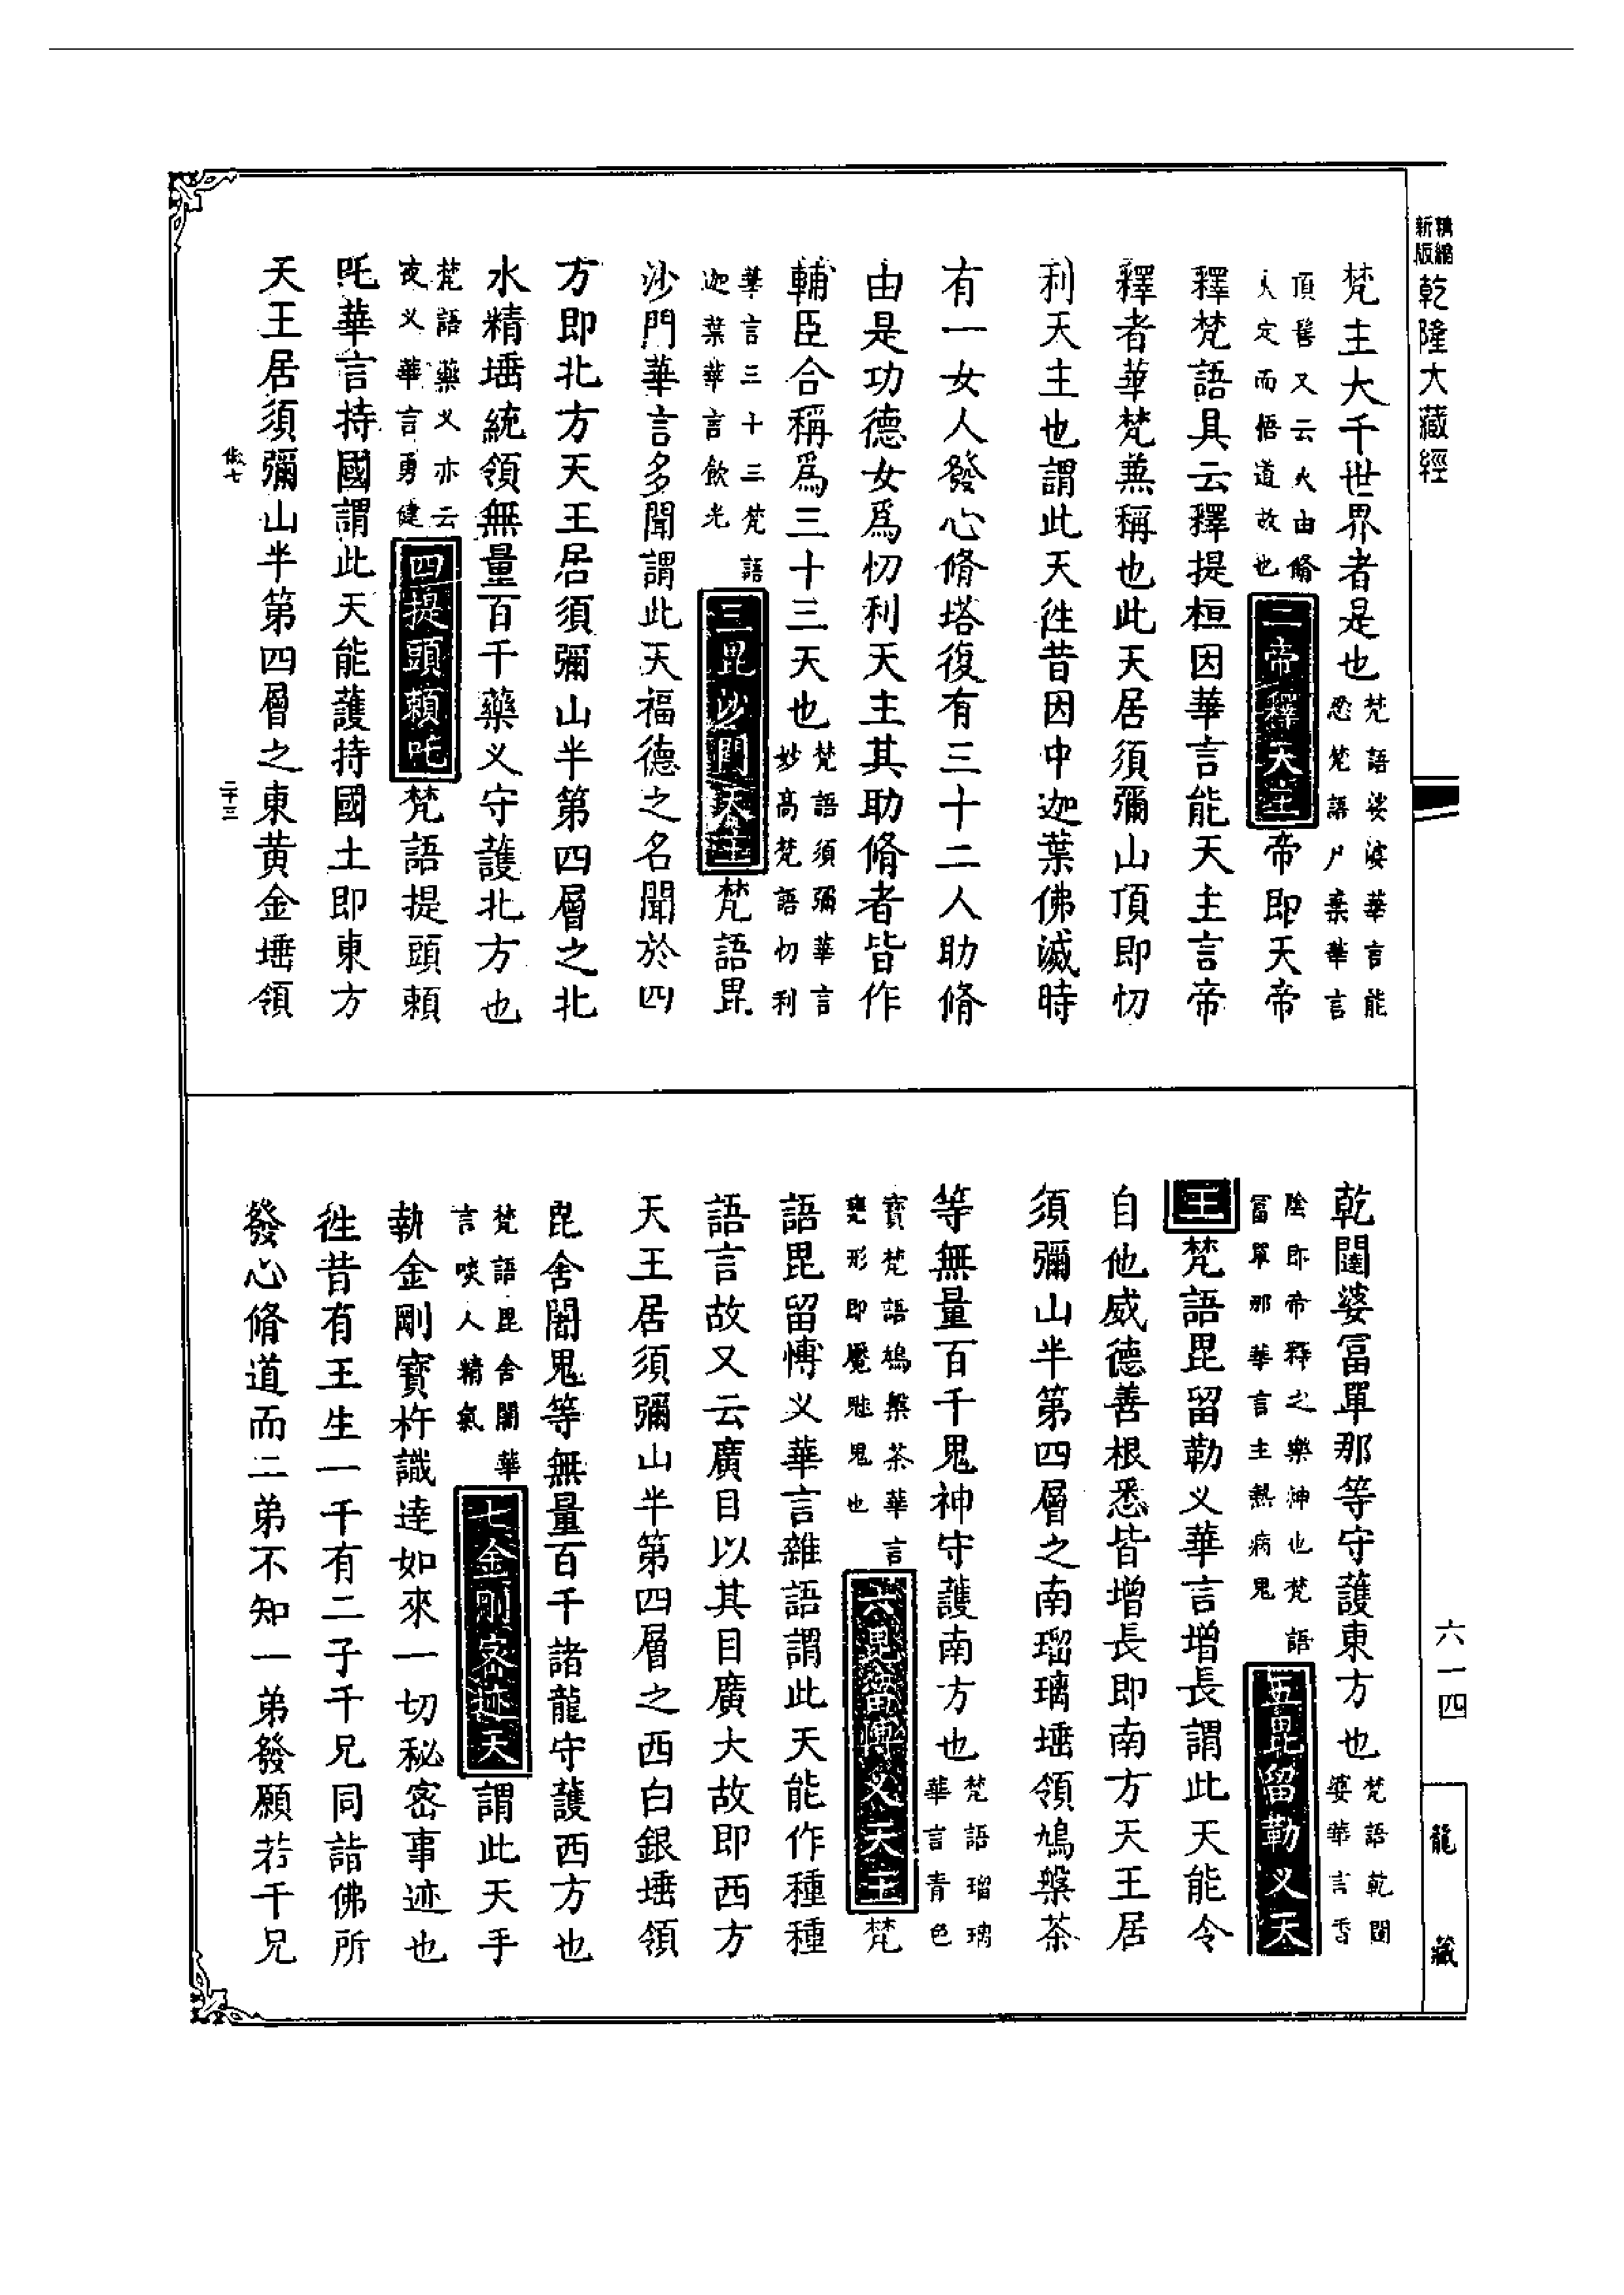 精縮
新版
乾隆大藏經
梵主大千世界者是也梵語娑婆華言能忍梵語尸棄華言
頂髻又云火由脩火定而悟道故也二帝釋天主帝即天帝
釋梵語具云釋提桓因華言能天主言帝
釋者華梵兼稱也此天居須彌山頂即忉
利天主也謂此天徃昔因中迦葉佛滅時
有一女人發心脩塔復有三十二人助脩
由是功德女爲忉利天主其助脩者皆作
輔臣合稱爲三十三天也梵語須彌華言妙高梵語忉利
華言三十三梵語迦葉華言飲光三毘沙門天王梵語毘
沙門華言多聞謂此天福德之名聞於四
方即北方天王居須彌山半第四層之北
水精埵統領無量百千藥义守護北方也
梵語藥义亦云夜义華言勇健四提頭頼吒梵語提頭頼
吒華言持國謂此天能護持國土即東方
天王居須彌山半第四層之東黄金埵領
二十三
乾闥婆冨單那等守護東方也梵語乾闥婆華言香
陰即帝釋之樂神也梵語冨單那華言主熱病鬼五毘留勒义天
王梵語毘留勒义華言增長謂此天能令
自他威德善根悉皆增長即南方天王居
須彌山半第四層之南瑠璃埵領鳩槃茶
等無量百千鬼神守護南方也梵語瑠璃華言青色
寳梵語鳩槃茶華言甕形即魘魅鬼也六毘留愽义天王梵
語毘留愽义華言雜語謂此天能作種種
語言故又云廣目以其目廣大故即西方
天王居須彌山半第四層之西白銀埵領
毘舍闍鬼等無量百千諸龍守護西方也
梵語毘舍闍華言啖人精氣七金剛宻迹天謂此天手
執金剛寳杵識達如來一切秘宻事迹也
徃昔有王生一千有二子千兄同詣佛所
發心脩道而二弟不知一弟發願若千兄
六一四
龍藏